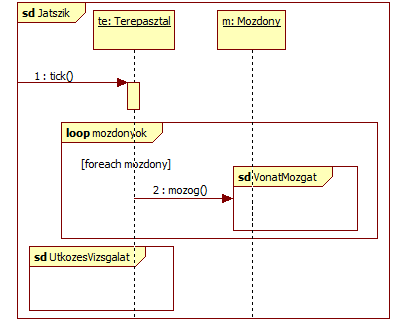 sd Jatszik
te: Terepasztal
m: Mozdony
1 : tick()
loop mozdonyok
[foreach mozdony]
sd VonatMozgat
2 : mozog()
sd UtkozesVizsgalat